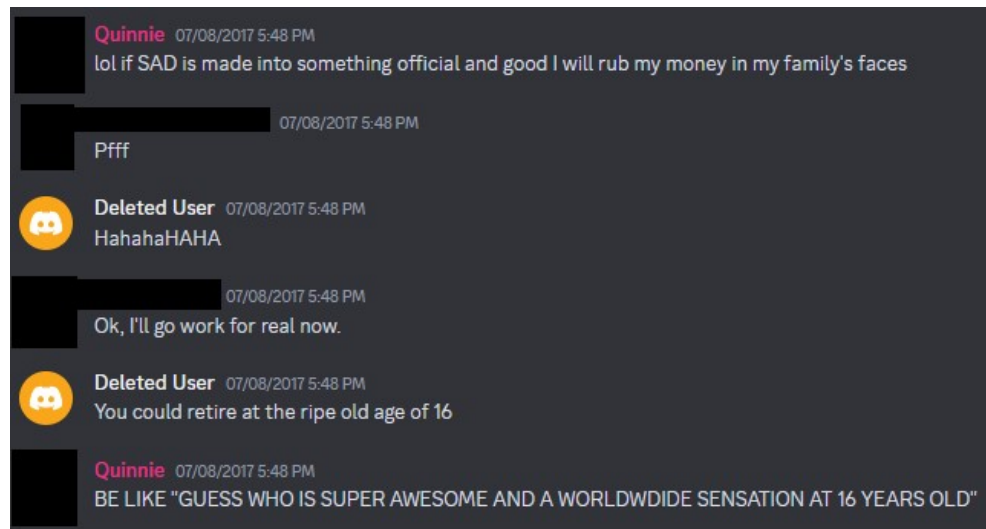 Quinnie 07/08/2017 5:48 PM
lol if SAD is made into something official and good I will rub my money in my family's faces
07/08/2017 5:48 PM
Pfff
Deleted User 07/08/2017 5:48 PM
HahahaHAHA
07/08/2017 5:48 PM
Ok, I'll go work for real now.
Deleted User 07/08/2017 5:48 PM
You could retire at the ripe old age of 16
Quinnie 07/08/2017 5:48 PM
BE LIKE "GUESS WHO IS SUPER AWESOME AND A WORLDWDIDE SENSATION AT 16 YEARS OLD"